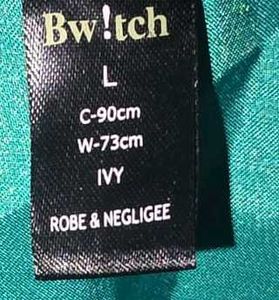 Bw!tch
L
C-90cm
W-73cm
IVY
ROBE & NEGLIGEE